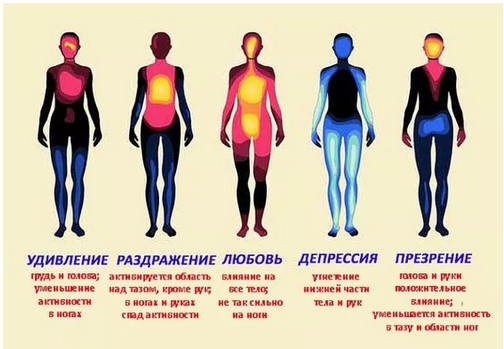 УДИВЛЕНИЕ
грудь и голова;
уменьшение
активности
в ногах
РАЗДРАЖЕНИЕ
активируется область
над тазом, кроме рук;
в ногах и руках
спад активности
ЛЮБОВЬ
влияние на
все тело;
не так сильно
на ноги
ДЕПРЕССИЯ
угнетение
нижней части
тела и рук
ПРЕЗРЕНИЕ
голова и руки
положительное
влияние;
уменьшается активность
в тазу и области ног